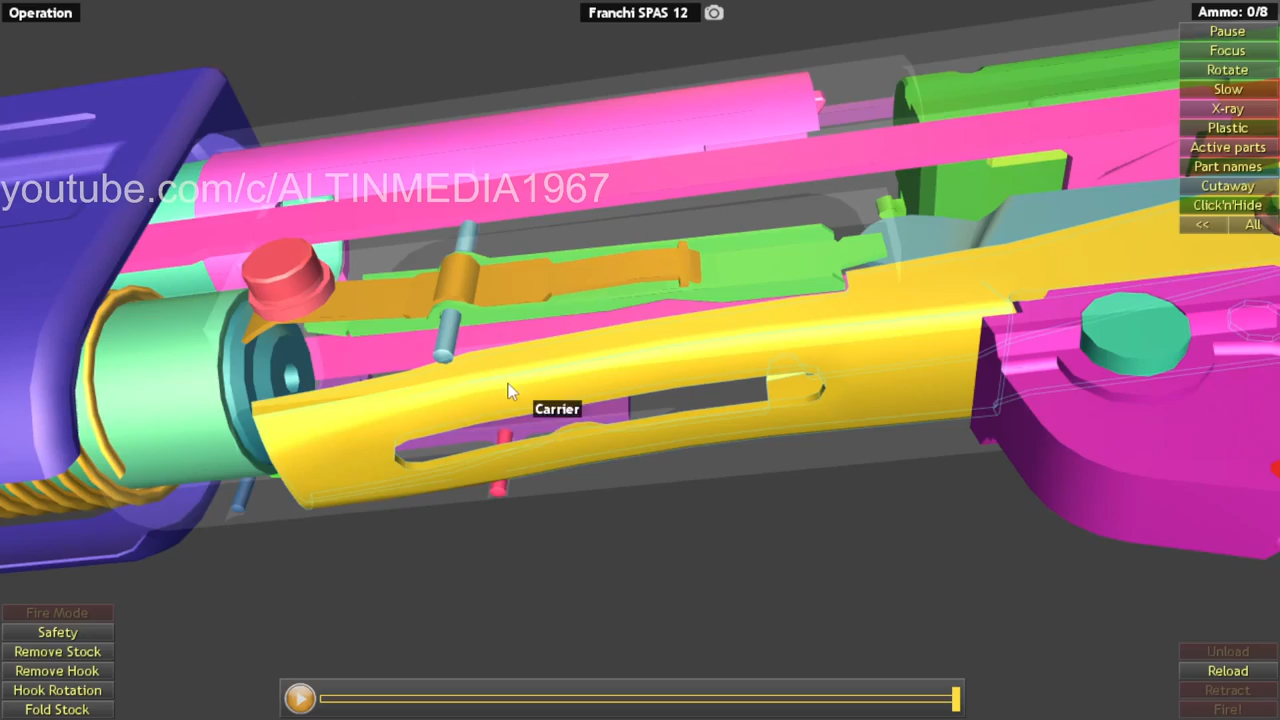 Operation
Franchi SPAS 12
Ammo: 0/8
Pause
Focus
Rotate
Slow
X-ray
Plastic
Active parts
Part names
Cutaway
Click'n'Hide
<< All
youtube.com/c/ALTINMEDIA1967
Carrier
Fire Mode
Safety
Remove Stock
Remove Hook
Hook Rotation
Fold Stock
Unload
Reload
Retract
Fire!